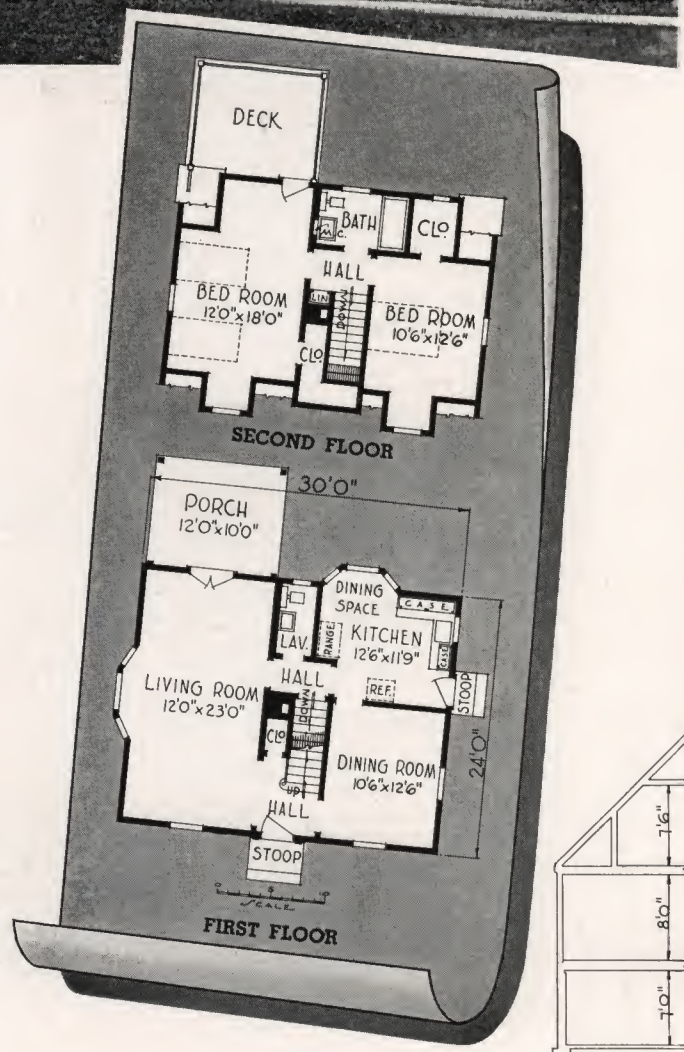 DECK
BATH
M.C.
CLO.
HALL
LIN
DOWN
BED ROOM
12'0"x18'0"
BED ROOM
10'6"x12'6"
CLO
SECOND FLOOR
30'0"
PORCH
12'0"x10'0"
DINING
SPACE
CASE
LAV.
RANGE
KITCHEN
12'6"x11'9"
CASE
HALL
REF.
STOOP
LIVING ROOM
12'0"x23'0"
DOWN
CLO
DINING ROOM
10'6"x12'6"
24'0"
UP
HALL
STOOP
SCALE
FIRST FLOOR
7'6"
8'0"
7'0"